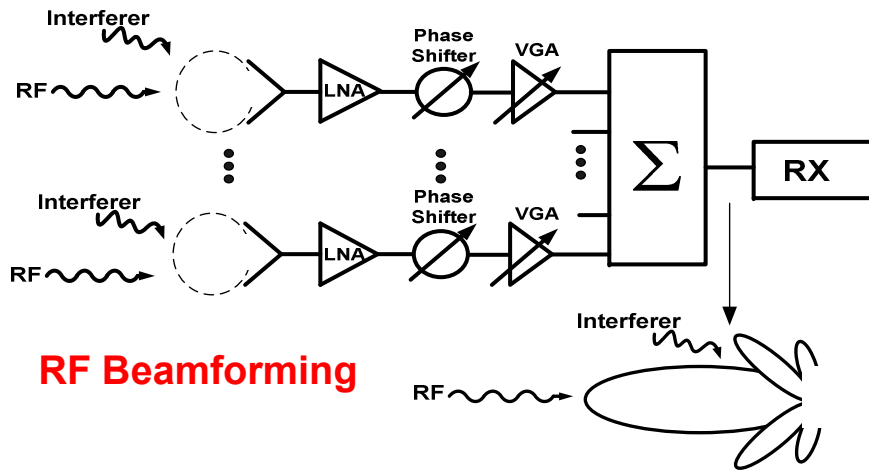 Interferer
RF
LNA
Phase
Shifter
VGA
Σ
RX
Interferer
RF
LNA
Phase
Shifter
VGA
Interferer
RF
RF Beamforming